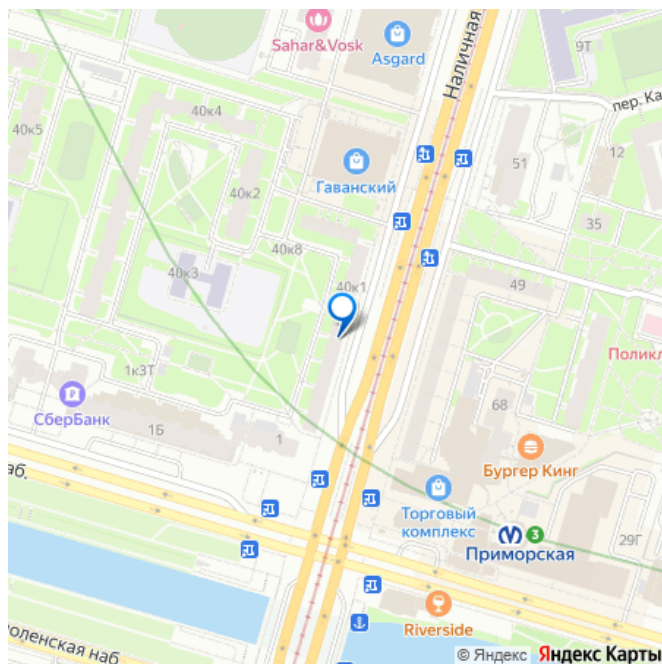 Sahar&Vosk
Asgard
Наличная
9Т
пер. Ка
40к5
40к4
Гаванский
51
12
40к2
35
40к8
40к3
40к1
49
Поликл
1к3Т
СберБанк
1Б
1
68
Бургер Кинг
наб.
Торговый
комплекс
3
Приморская
29Г
Riverside
оленская наб
© Яндекс Яндекс Карты